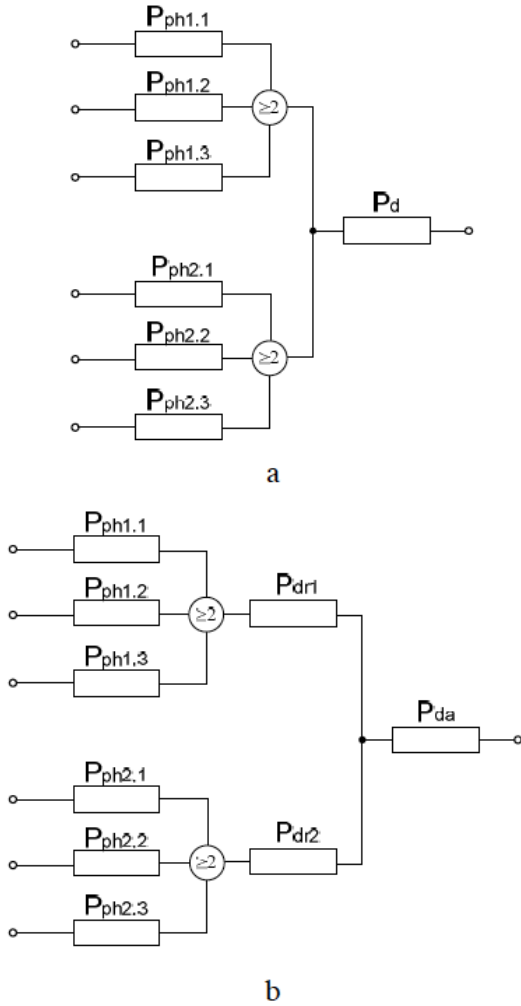 Pph1.1
Pph1.2
≥2
Pph1.3
Pd
Pph2.1
Pph2.2
≥2
Pph2.3
a
Pph1.1
Pdr1
Pph1.2
≥2
Pph1.3
Pda
Pph2.1
Pdr2
Pph2.2
≥2
Pph2.3
b